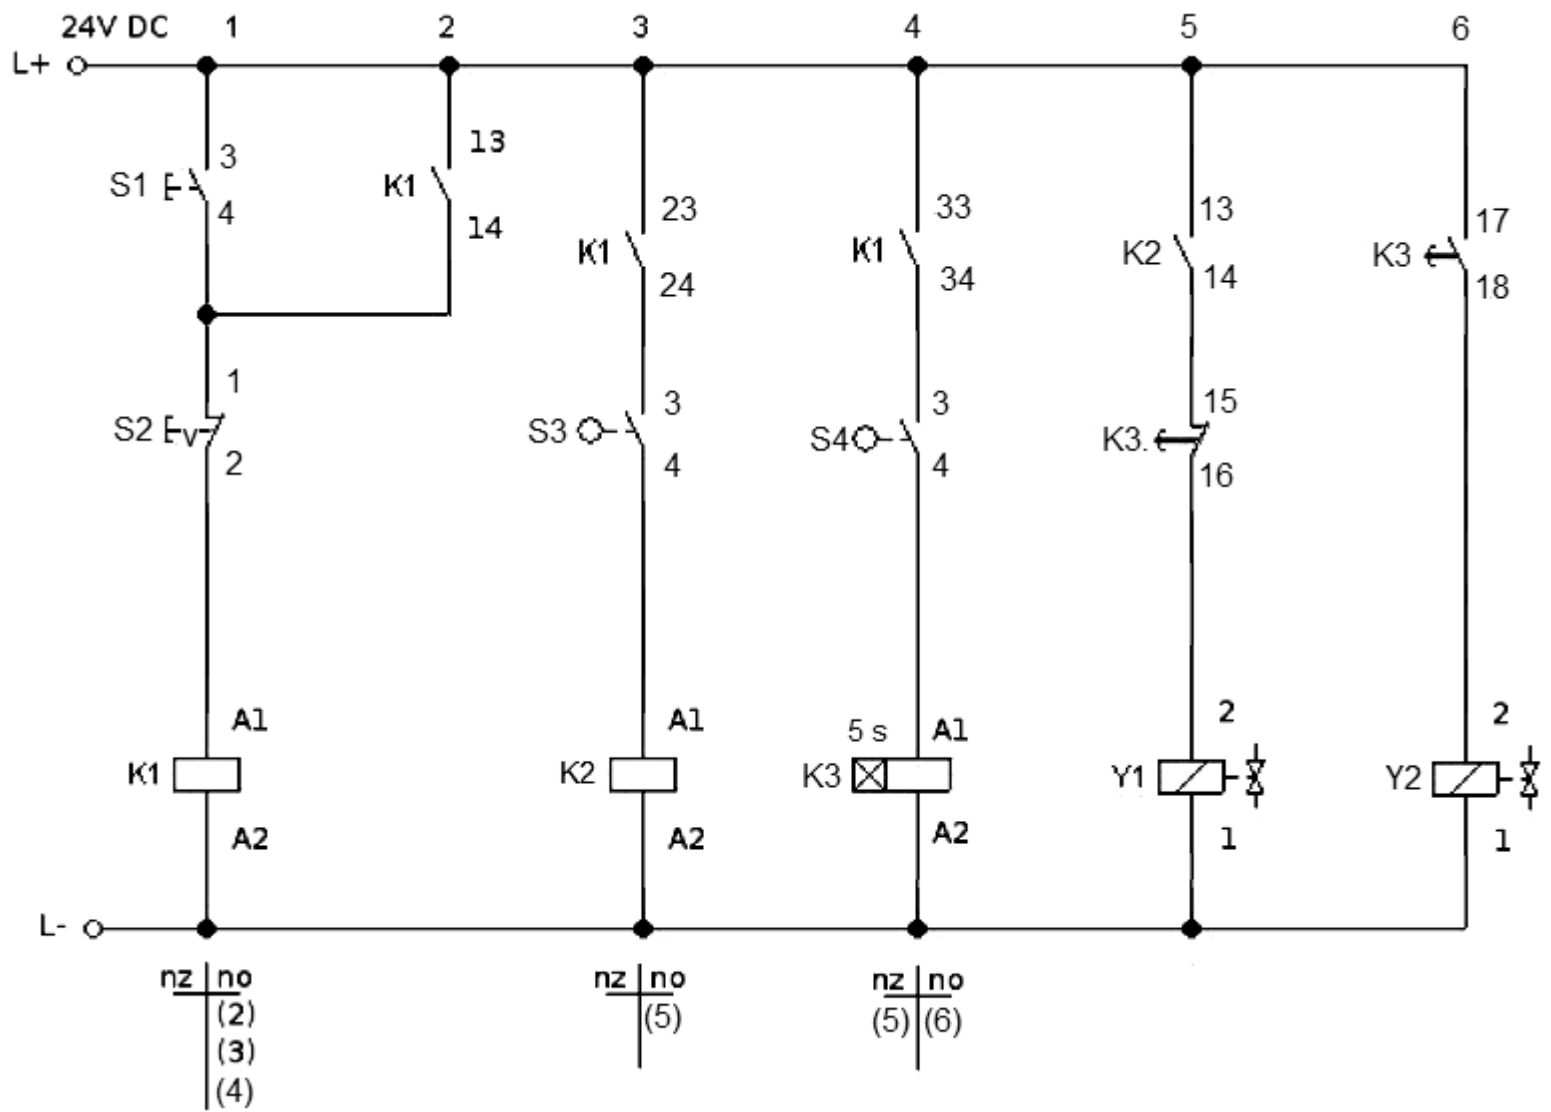 24V DC 1 2 3 4 5 6
L+
13
3 17
S1 K1 23 33 13
4 14 K1 K1 K2 K3
24 34 14 18
1 3 3 15
S2 v S3 S4 K3.
2 4 4 16
A1 A1 5 s A1 2 2
K1 K2 K3 Y1 Y2
A2 A2 A2 1 1
L-
nz no nz no nz no
(2) (5) (5) (6)
(3)
(4)